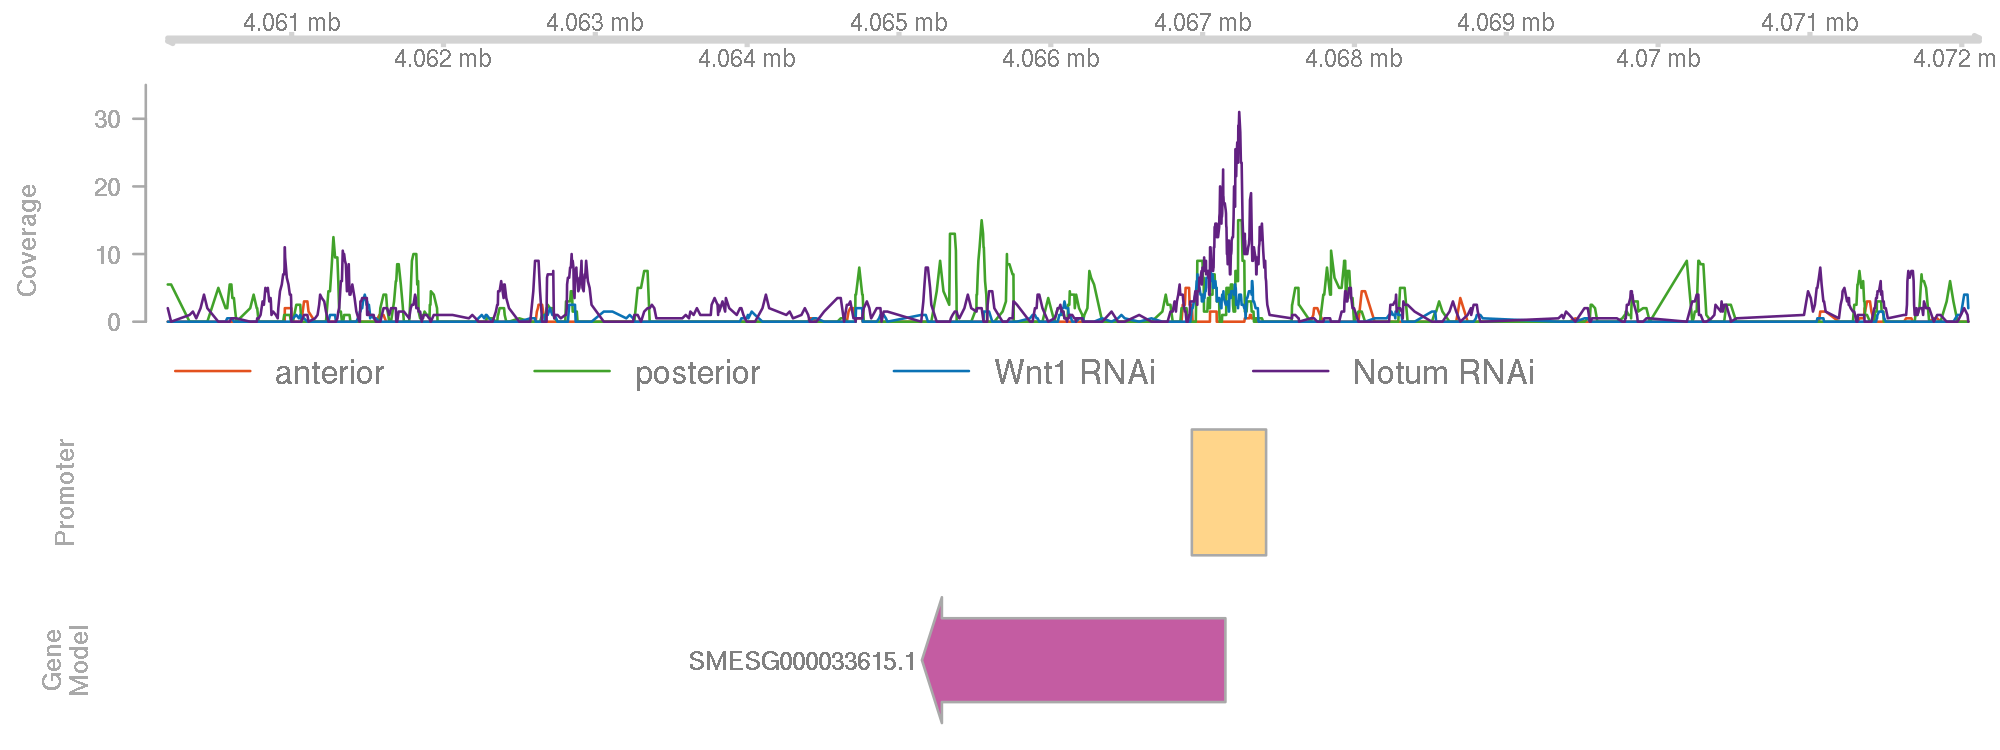 4.061 mb 4.063 mb 4.065 mb 4.067 mb 4.069 mb 4.071 mb
4.062 mb 4.064 mb 4.066 mb 4.068 mb 4.07 mb 4.072 m
Coverage
30
20
10
0
anterior posterior Wnt1 RNAi Notum RNAi
Promoter
Gene
Model
SMESG000033615.1